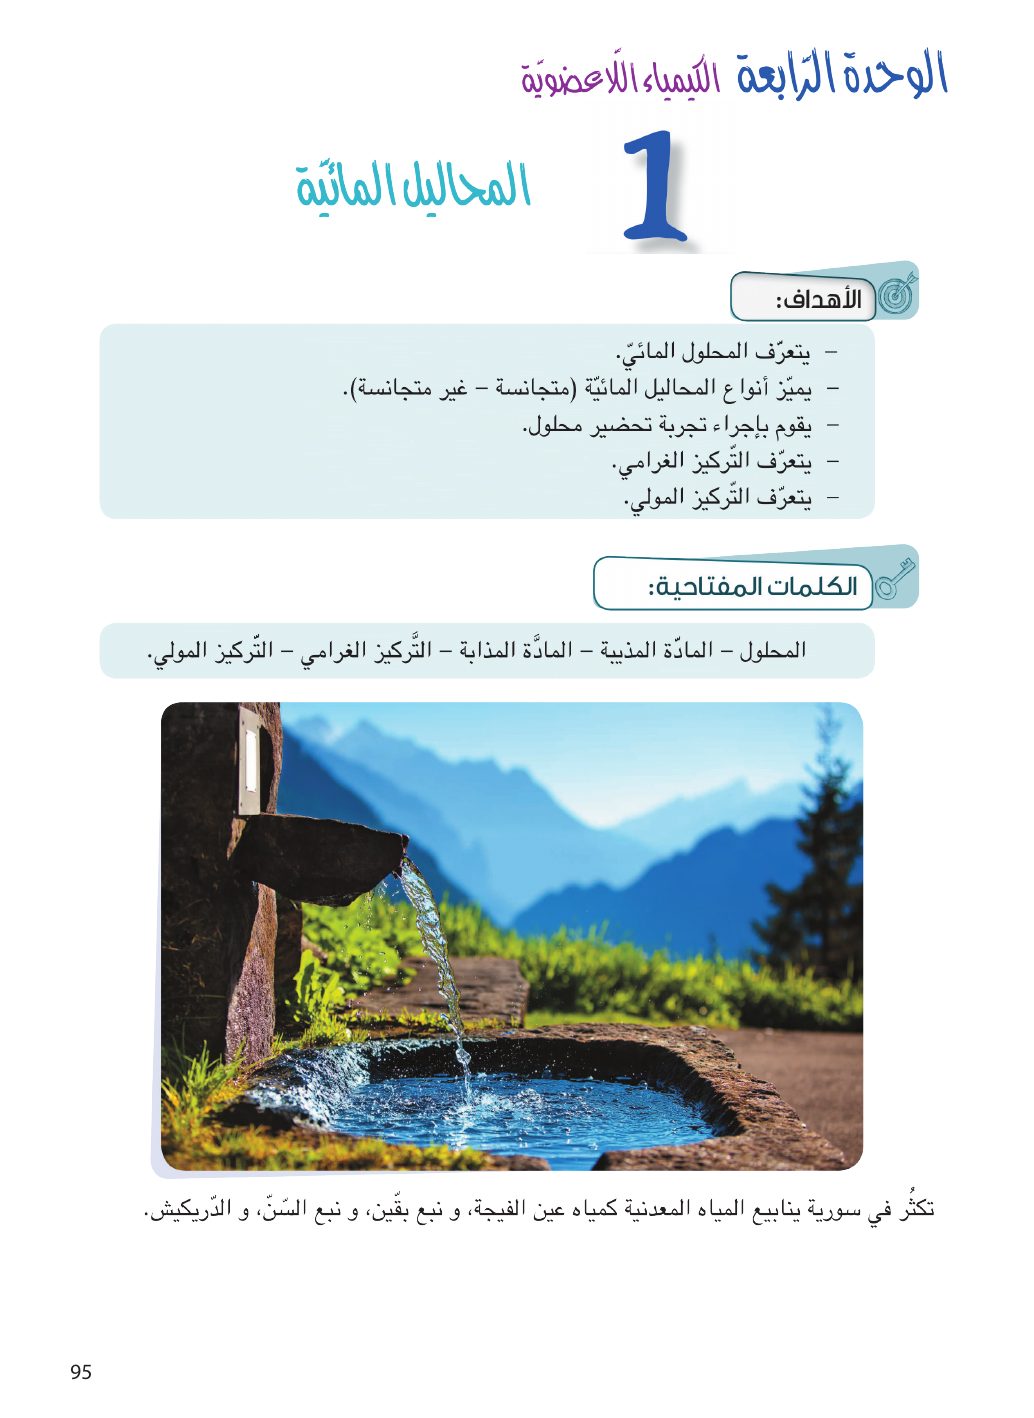 الوحدة الرّابعة الكيمياء اللّاعضويّة
1
المحاليل المائيّة
الأهداف:
– يتعرّف المحلول المائيّ.
– يميّز أنواع المحاليل المائيّة (متجانسة – غير متجانسة).
– يقوم بإجراء تجربة تحضير محلول.
– يتعرّف التّركيز الغرامي.
– يتعرّف التّركيز المولي.
الكلمات المفتاحية:
المحلول – المادّة المذيبة – المادَّة المذابة – التَّركيز الغرامي – التّركيز المولي.
تكثُر في سورية ينابيع المياه المعدنية كمياه عين الفيجة، و نبع بقّين، و نبع السّنّ، و الدّريكيش.
95